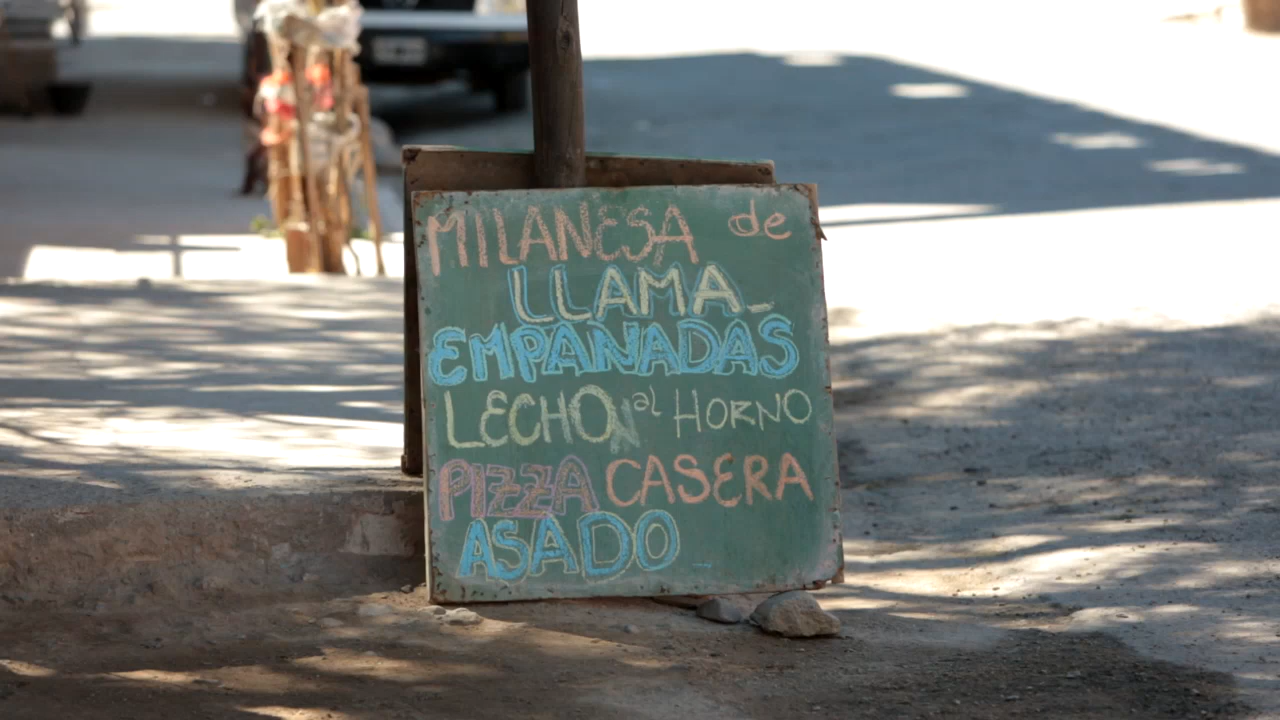 MILANESA de
LLAMA
EMPANADAS
LECHON al HORNO
PIZZA CASERA
ASADO